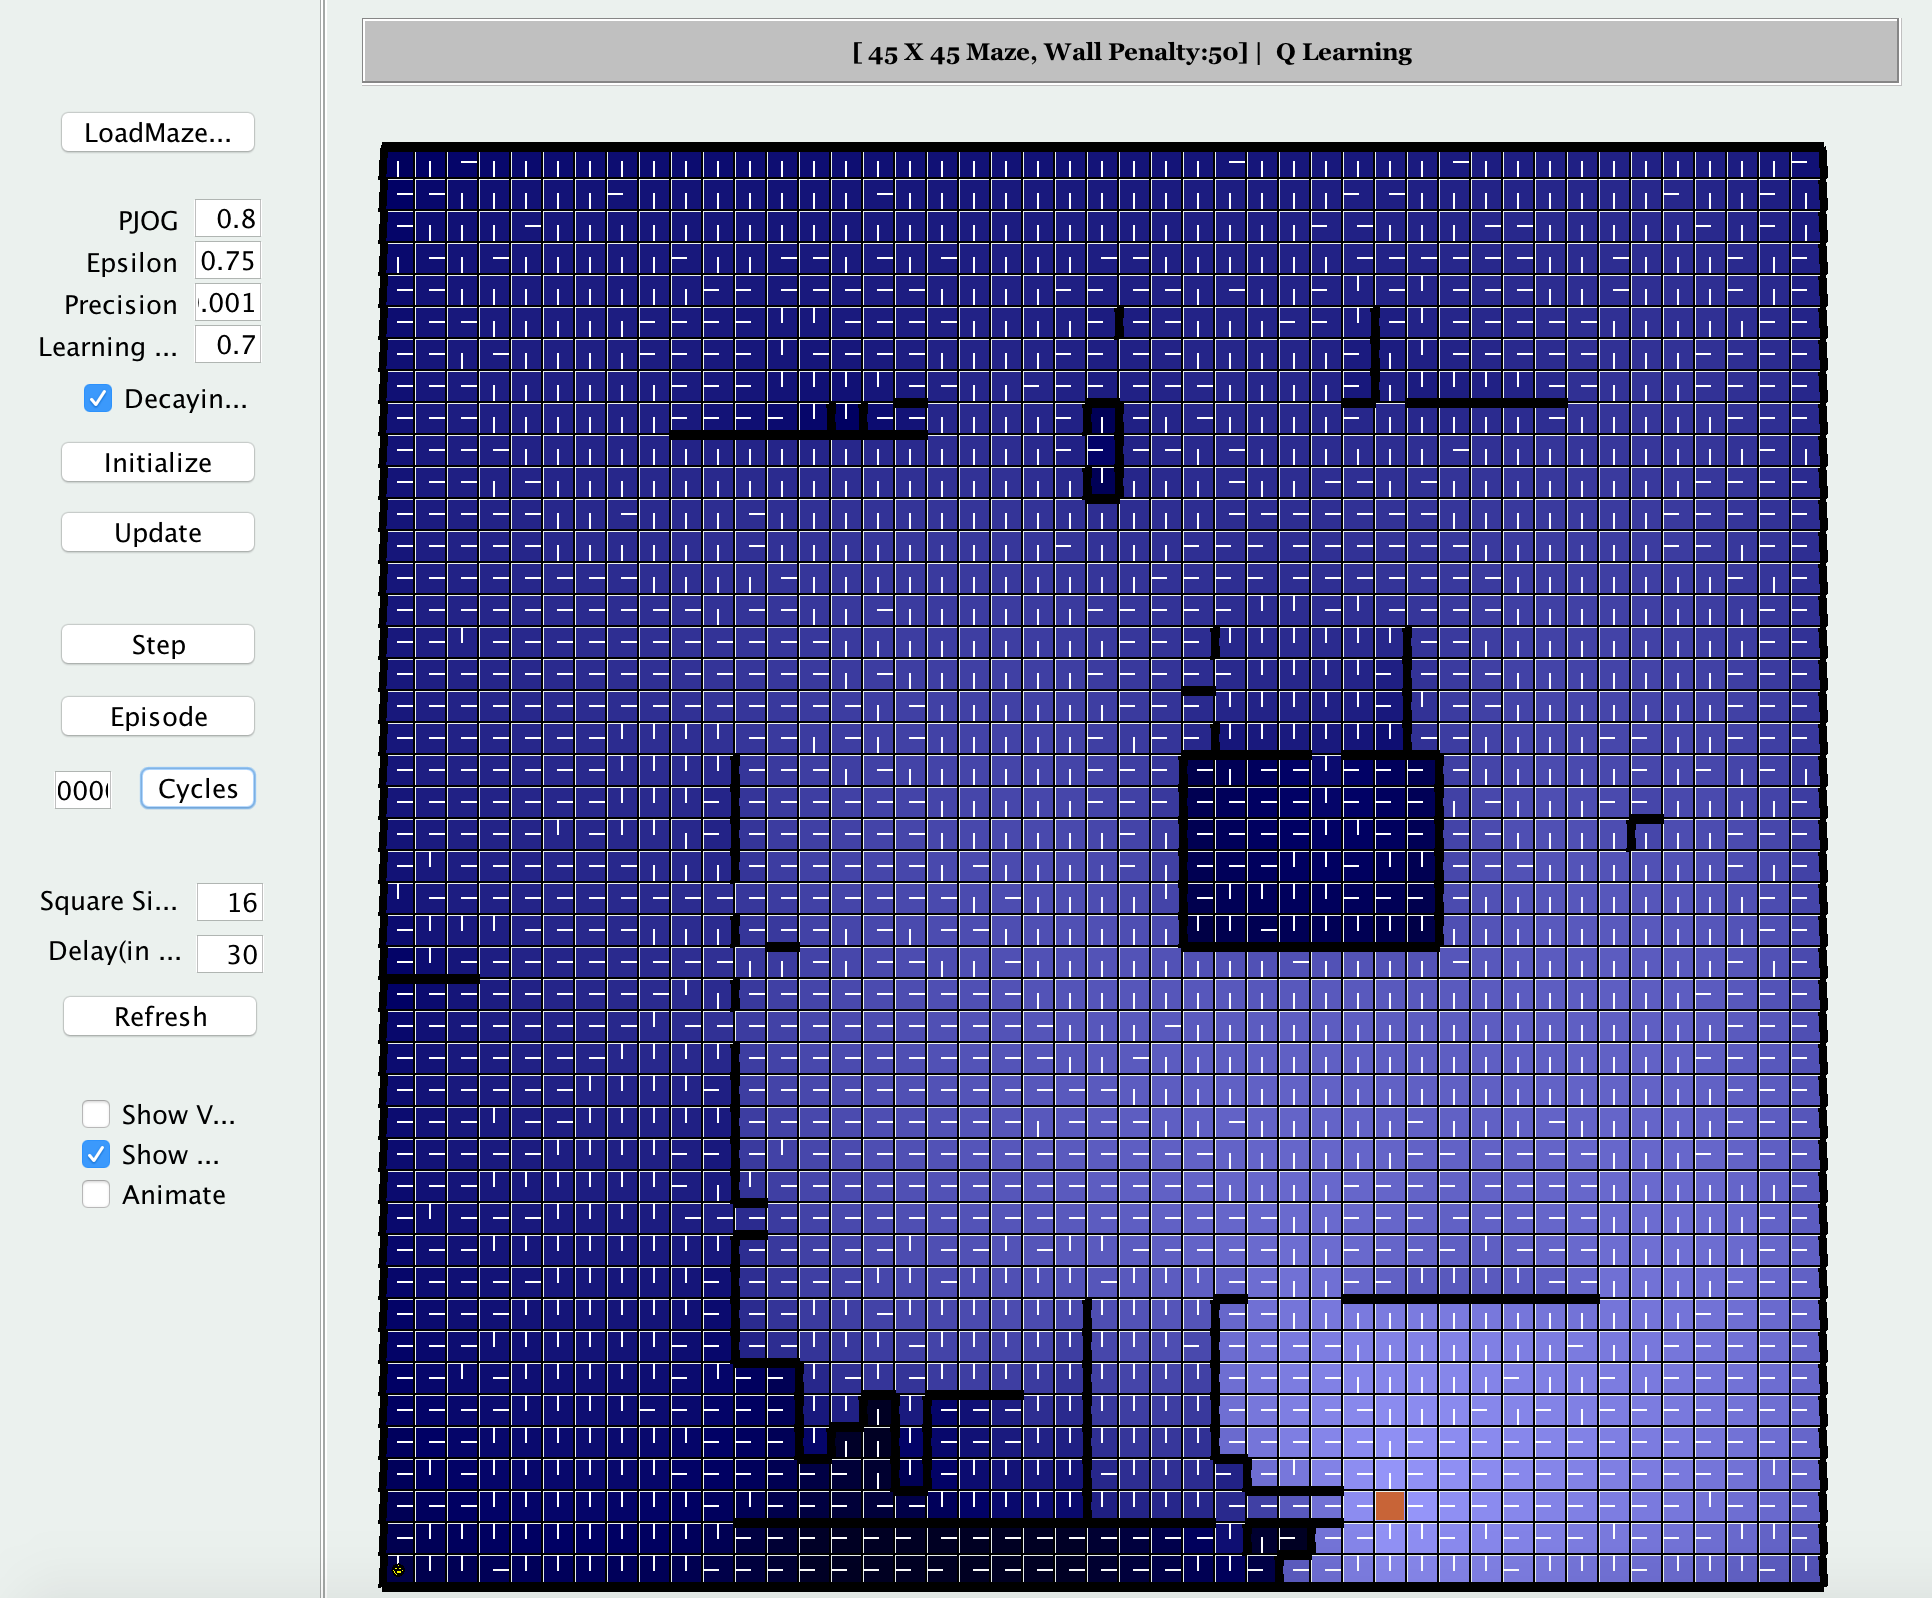 [ 45 X 45 Maze, Wall Penalty:50] | Q Learning
LoadMaze...
PJOG 0.8
Epsilon 0.75
Precision .001
Learning ... 0.7
Decayin...
Initialize
Update
Step
Episode
000 Cycles
Square Si... 16
Delay(in ... 30
Refresh
Show V...
Show ...
Animate